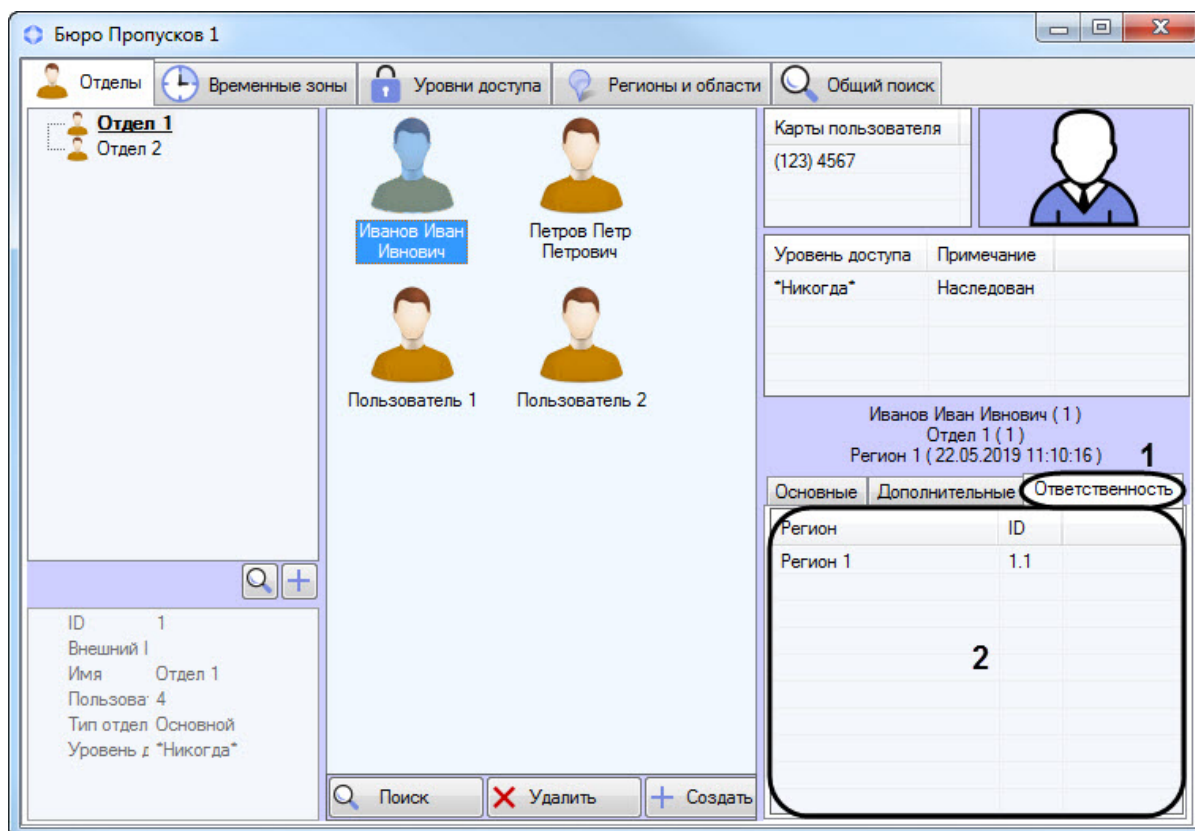 Бюро Пропусков 1
Отделы
Временные зоны
Уровни доступа
Регионы и области
Общий поиск
Отдел 1
Отдел 2
ID 1
Внешний I
Имя Отдел 1
Пользова 4
Тип отдел Основной
Уровень д *Никогда*
Иванов Иван
Ивнович
Петров Петр
Петрович
Пользователь 1
Пользователь 2
Поиск
Удалить
Создать
Карты пользователя
(123) 4567
Уровень доступа Примечание
*Никогда* Наследован
Иванов Иван Ивнович ( 1 )
Отдел 1 ( 1 )
Регион 1 ( 22.05.2019 11:10:16 )
1
Основные
Дополнительные
Ответственность
Регион ID
Регион 1 1.1
2